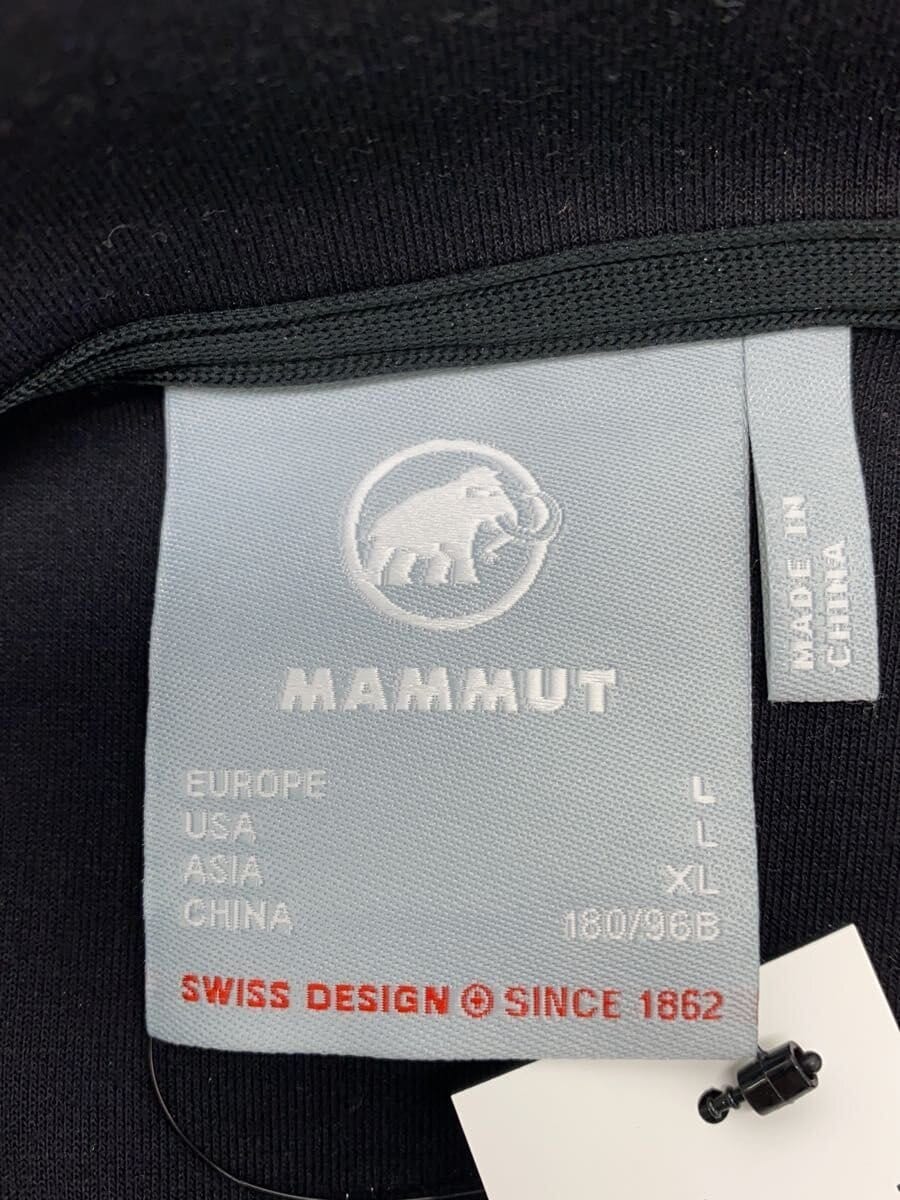 MAMMUT
EUROPE L
USA L
ASIA XL
CHINA 180/96B
SWISS DESIGN SINCE 1862
MADE IN
CHINA